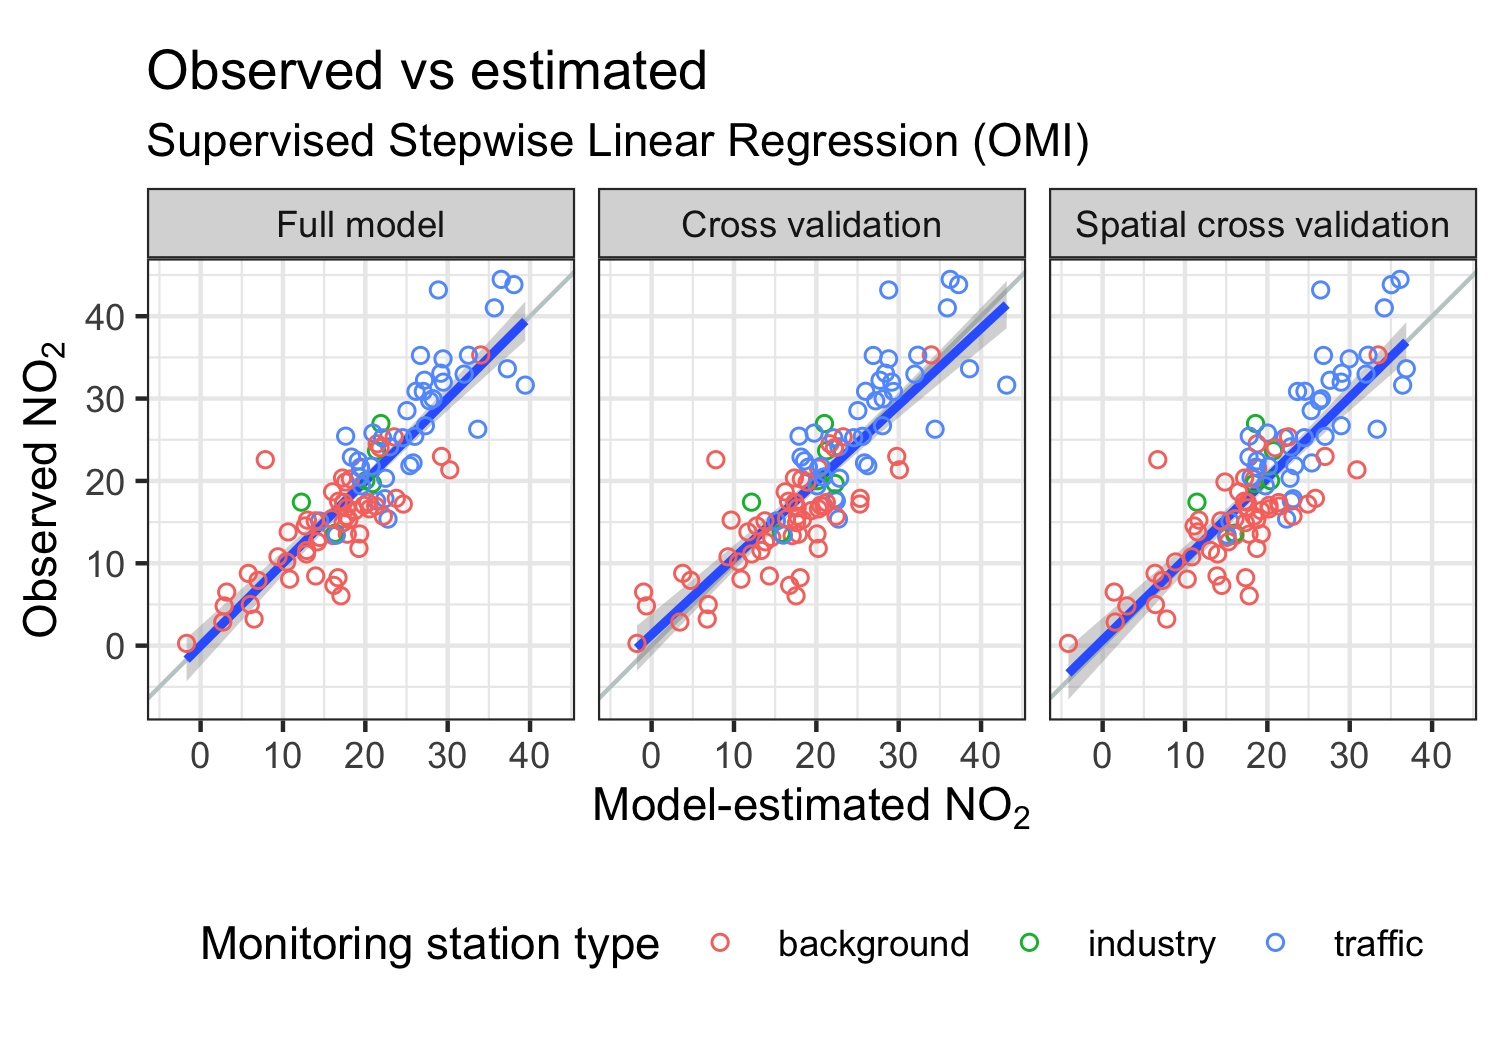 Observed vs estimated
Supervised Stepwise Linear Regression (OMI)
Full model
Cross validation
Spatial cross validation
Observed NO₂
40
30
20
10
0
0 10 20 30 40
0 10 20 30 40
0 10 20 30 40
Model-estimated NO₂
Monitoring station type background industry traffic